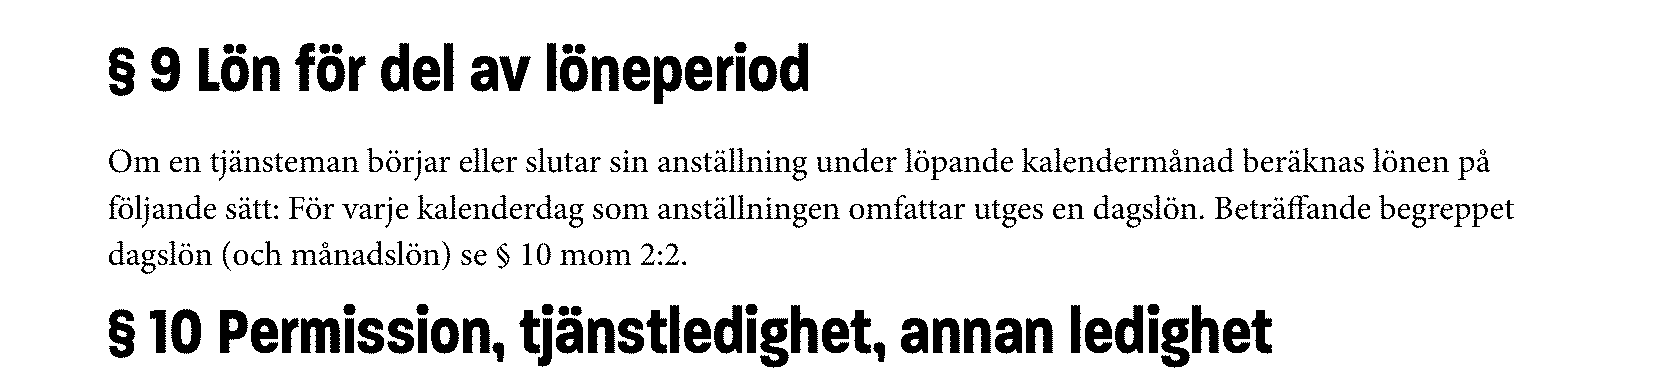 § 9 Lön för del av löneperiod
Om en tjänsteman börjar eller slutar sin anställning under löpande kalendermånad beräknas lönen på
följande sätt: För varje kalenderdag som anställningen omfattar utges en dagslön. Beträffande begreppet
dagslön (och månadslön) se § 10 mom 2:2.
§ 10 Permission, tjänstledighet, annan ledighet